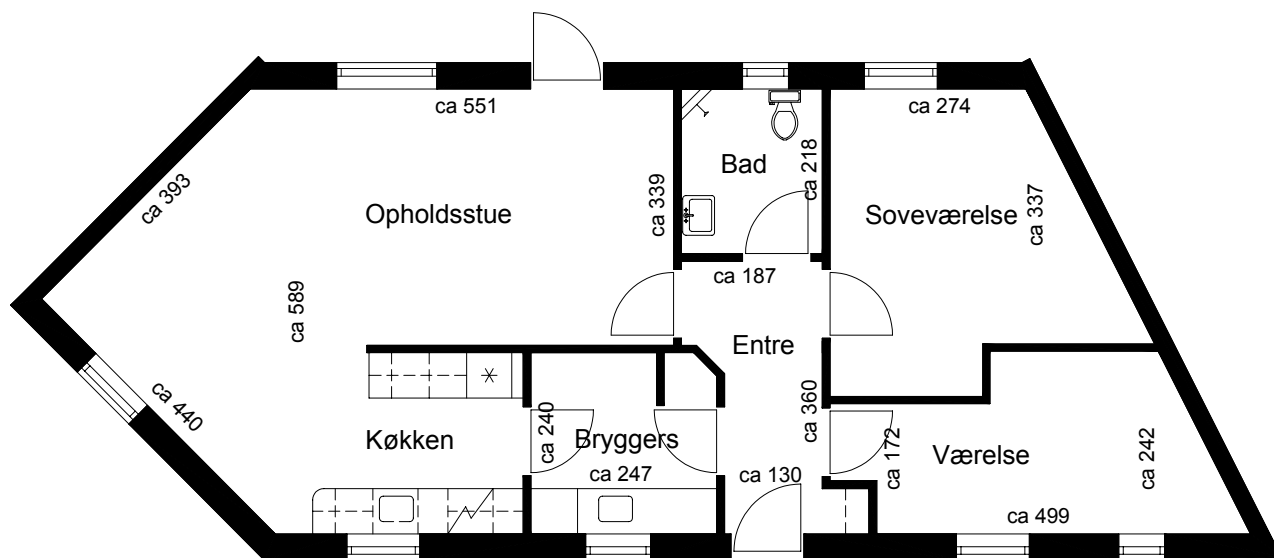 ca 551
ca 274
ca 393
Opholdsstue
ca 339
Bad
ca 218
Soveværelse
ca 337
ca 187
ca 589
Entre
ca 440
Køkken
ca 240
Bryggers
ca 247
ca 360
ca 130
ca 172
Værelse
ca 242
ca 499